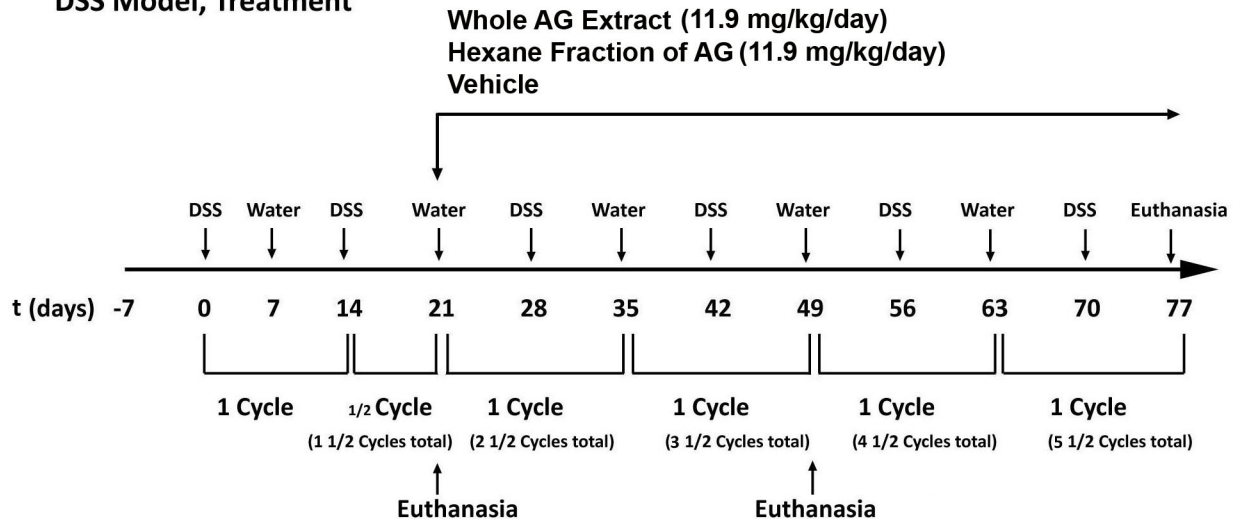 DSS Model, Treatment
Whole AG Extract (11.9 mg/kg/day)
Hexane Fraction of AG (11.9 mg/kg/day)
Vehicle
DSS Water DSS Water DSS Water DSS Water DSS Water DSS Euthanasia
t (days) -7 0 7 14 21 28 35 42 49 56 63 70 77
1 Cycle 1/2 Cycle 1 Cycle 1 Cycle 1 Cycle 1 Cycle
(1 1/2 Cycles total) (2 1/2 Cycles total) (3 1/2 Cycles total) (4 1/2 Cycles total) (5 1/2 Cycles total)
Euthanasia Euthanasia